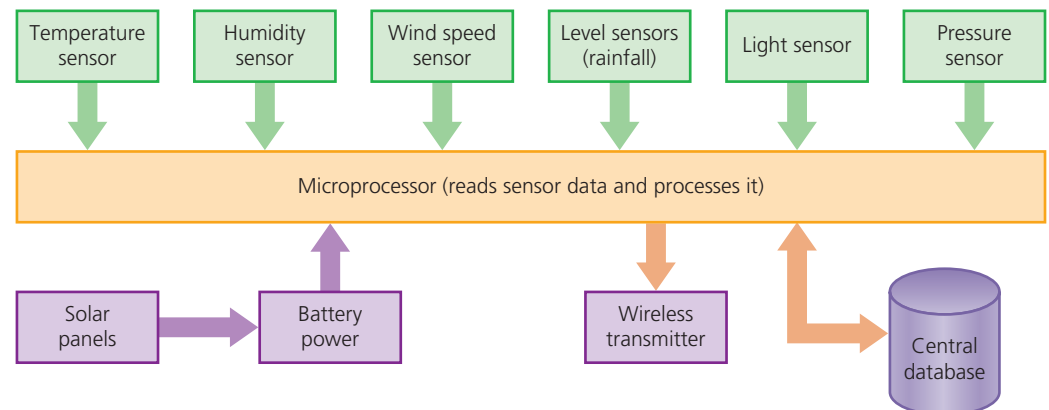 Temperature
sensor
Humidity
sensor
Wind speed
sensor
Level sensors
(rainfall)
Light sensor
Pressure
sensor
Microprocessor (reads sensor data and processes it)
Solar
panels
Battery
power
Wireless
transmitter
Central
database